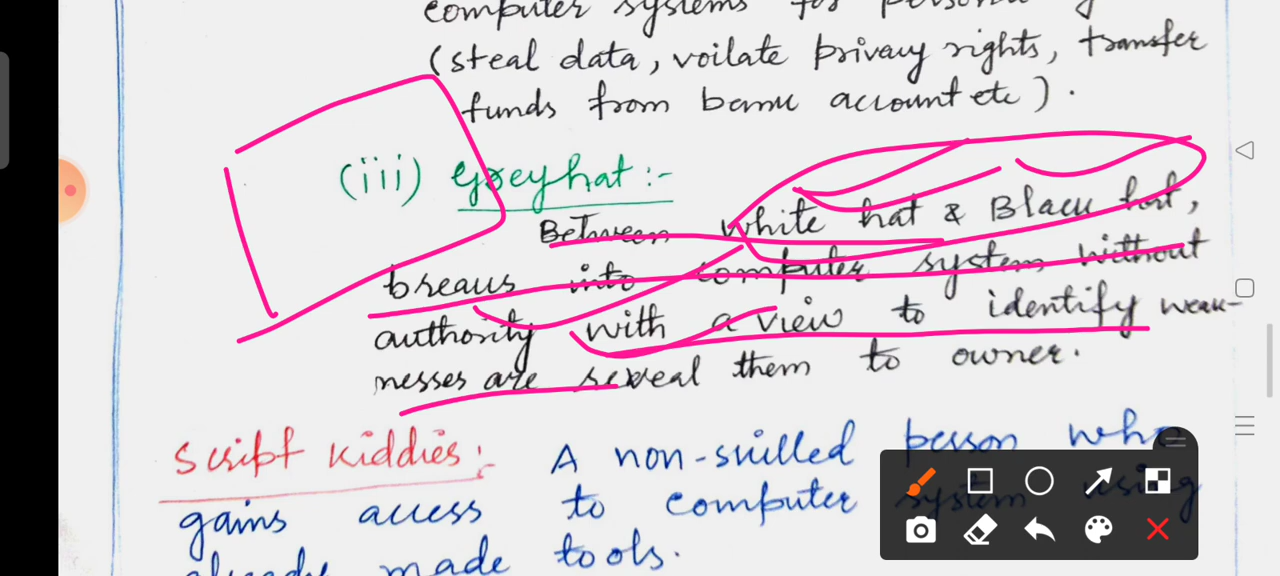 computer systems for
(steal data, voilate privacy rights, transfer
funds from bank account etc).
(iii) Greyhat :-
Between White hat & Black hat,
breaks into computer system without
authority with a view to identify weak-
nesses are reveal them to owner.
Script Kiddies :- A non-skilled person who
gains access to computer system using
already made tools.